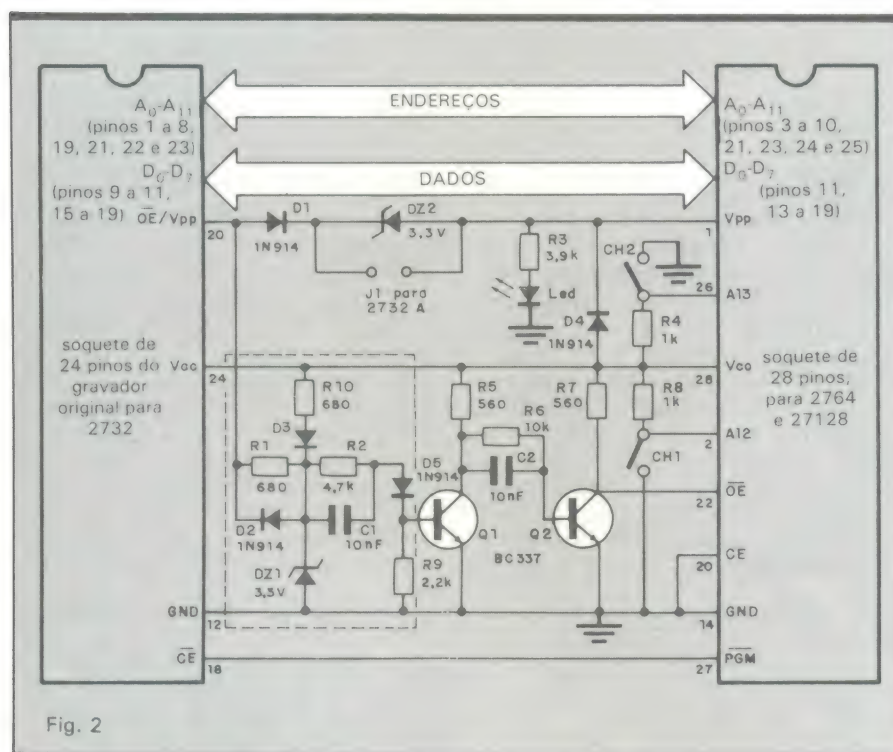 ENDEREÇOS
A0-A11
(pinos 1 a 8,
19, 21, 22 e 23)
D0-D7
(pinos 9 a 11,
15 a 19)
OE/Vpp
20
soquete de
24 pinos do
gravador
original para
2732
Vcc
24
GND
12
CE
18
DADOS
D1
1N914
DZ2
3,3V
J1 para
2732 A
R3
3,9k
Led
D4
1N914
CH2
R4
1k
R8
1k
CH1
R10
680
D3
R1
680
R2
4,7k
D2
1N914
C1
10nF
DZ1
3,3V
D5
1N914
R9
2,2k
R5
560
R6
10k
C2
10nF
R7
560
Q1
Q2
BC337
A0-A11
(pinos 3 a 10,
21, 23, 24 e 25)
D0-D7
(pinos 11,
13 a 19)
Vpp
1
26
A13
Vcc
28
soquete de
28 pinos,
para 2764
e 27128
A12
2
OE
22
CE
20
GND
14
PGM
27
Fig. 2